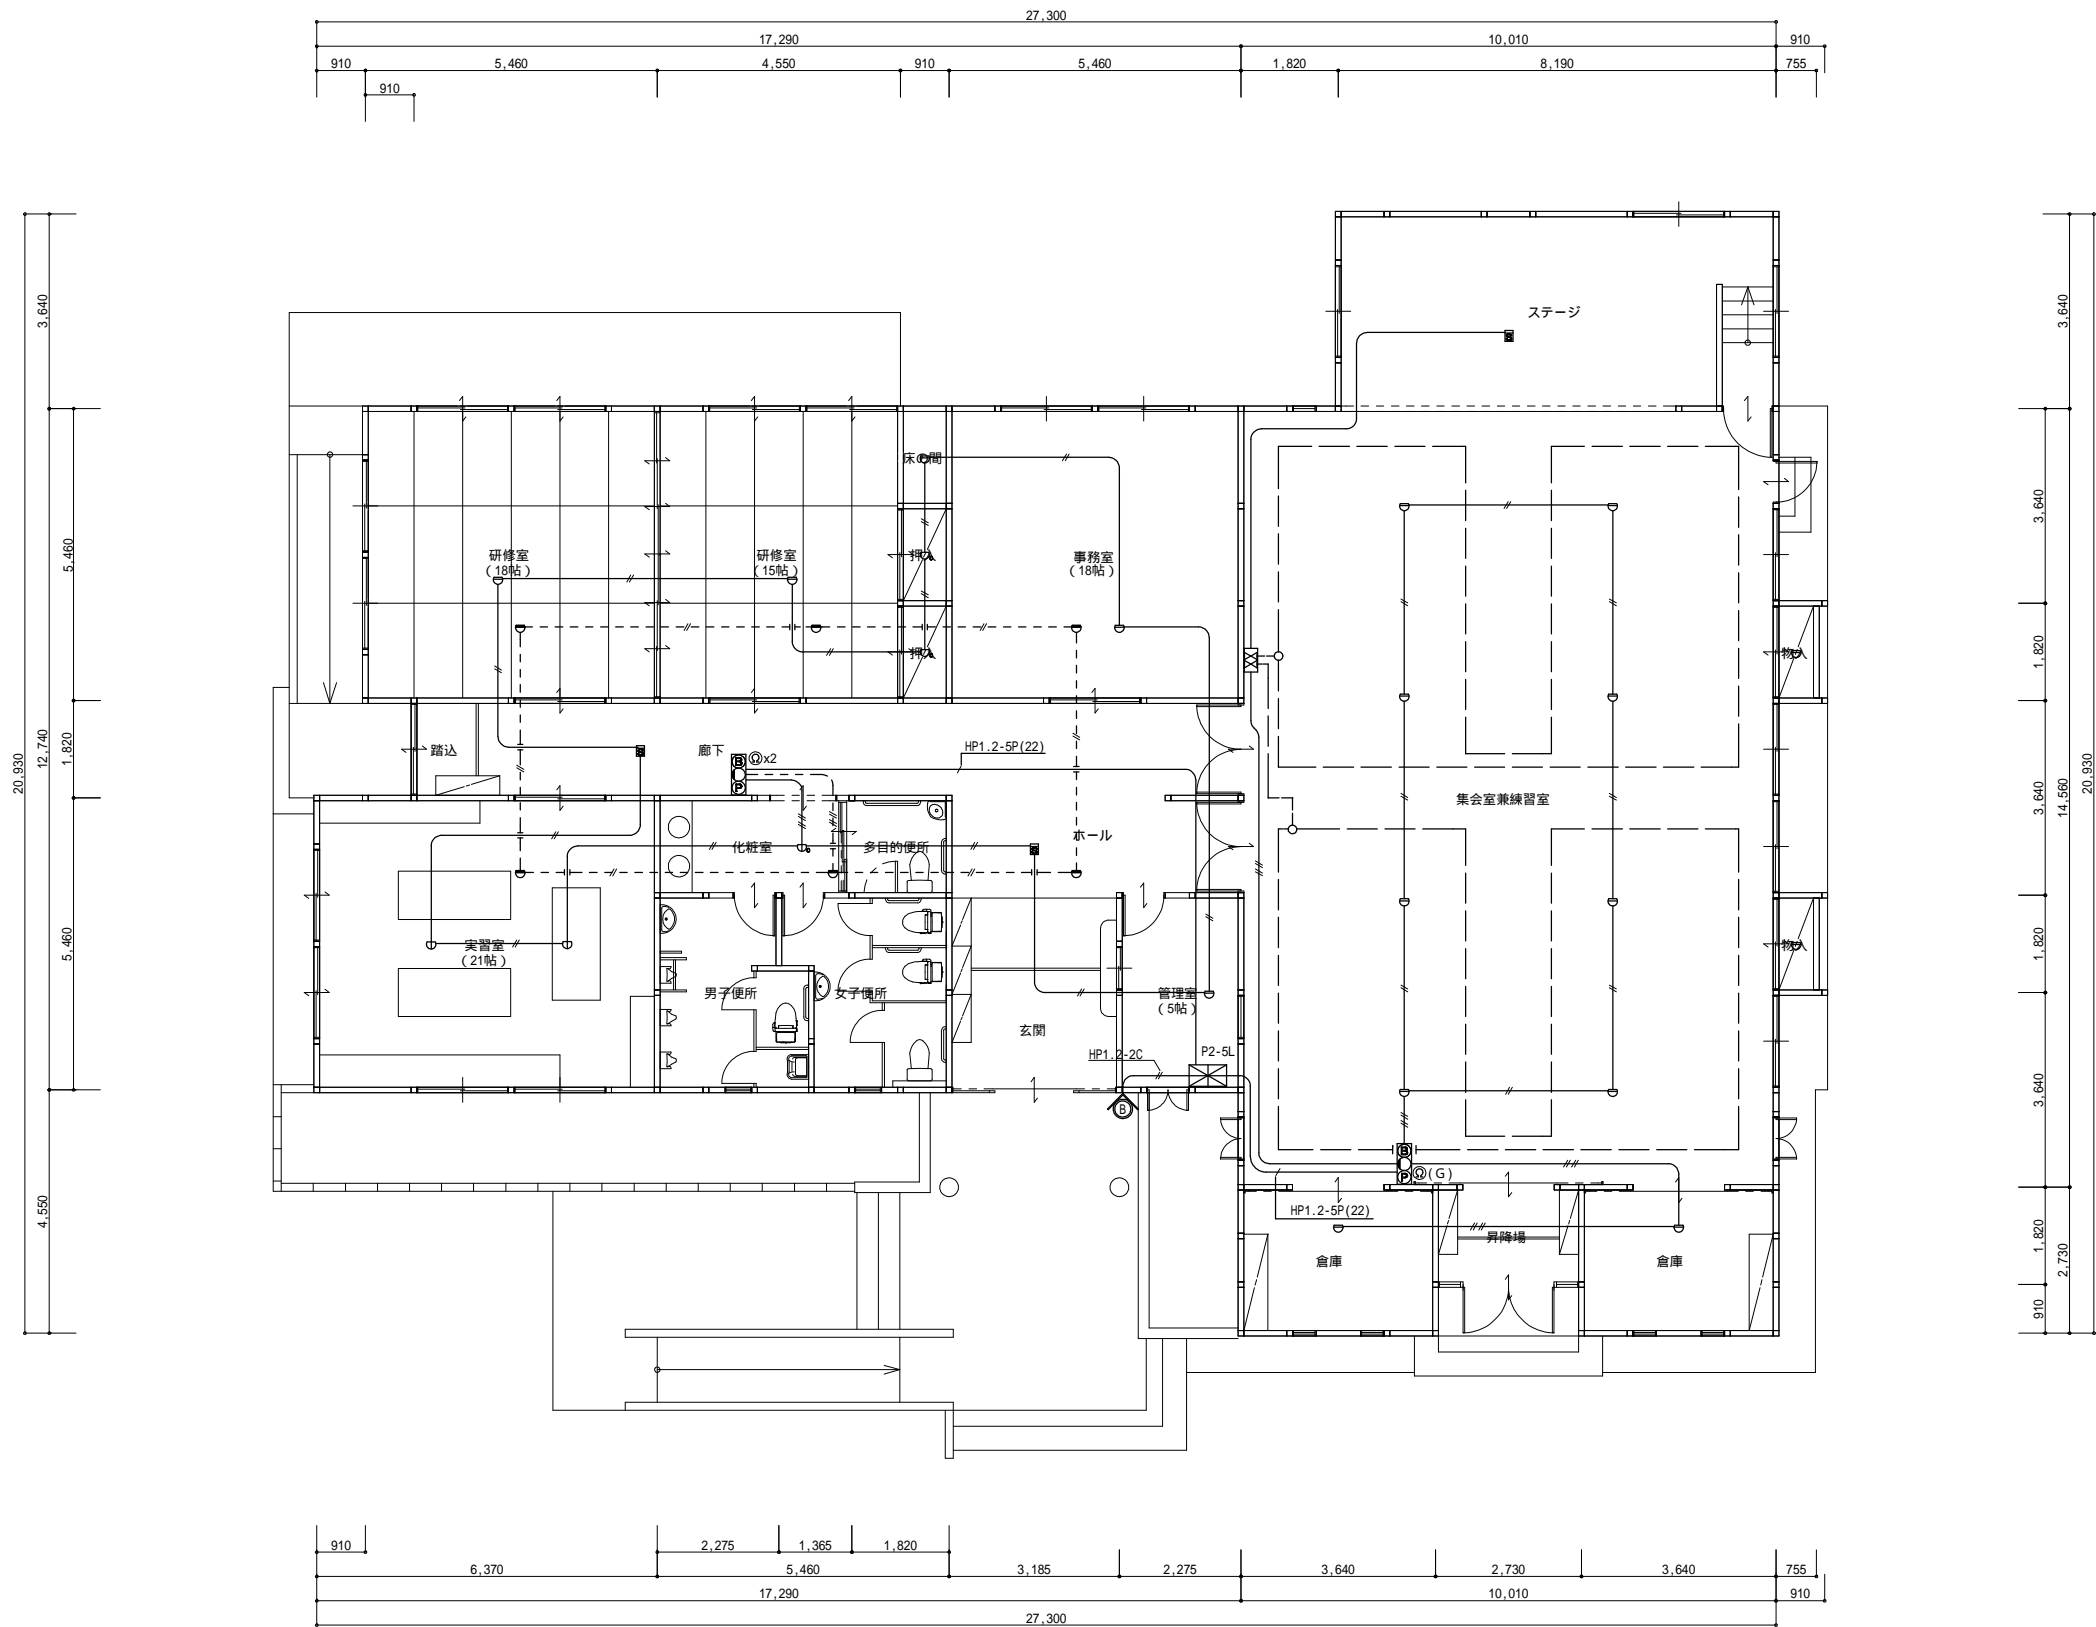 27,300
17,290 10,010 910
910 5,460 4,550 910 5,460 1,820 8,190 755
910
3,640
5,460
1,820
5,460
12,740
4,550
20,930
3,640
3,640
1,820
3,640
1,820
3,640
1,820
910
14,560
2,730
20,930
ステージ
床の間
研修室
(18帖)
研修室
(15帖)
押入
事務室
(18帖)
押入
物入
踏込
廊下
B
P
Ωx2
HP1.2-5P(22)
集会室兼練習室
化粧室
多目的便所
ホール
実習室
(21帖)
物入
男子便所
女子便所
管理室
(5帖)
玄関
HP1.2-2C
P2-5L
B
B
P
Ω(G)
HP1.2-5P(22)
倉庫
昇降場
倉庫
910 2,275 1,365 1,820
6,370 5,460 3,185 2,275 3,640 2,730 3,640 755
17,290 10,010 910
27,300